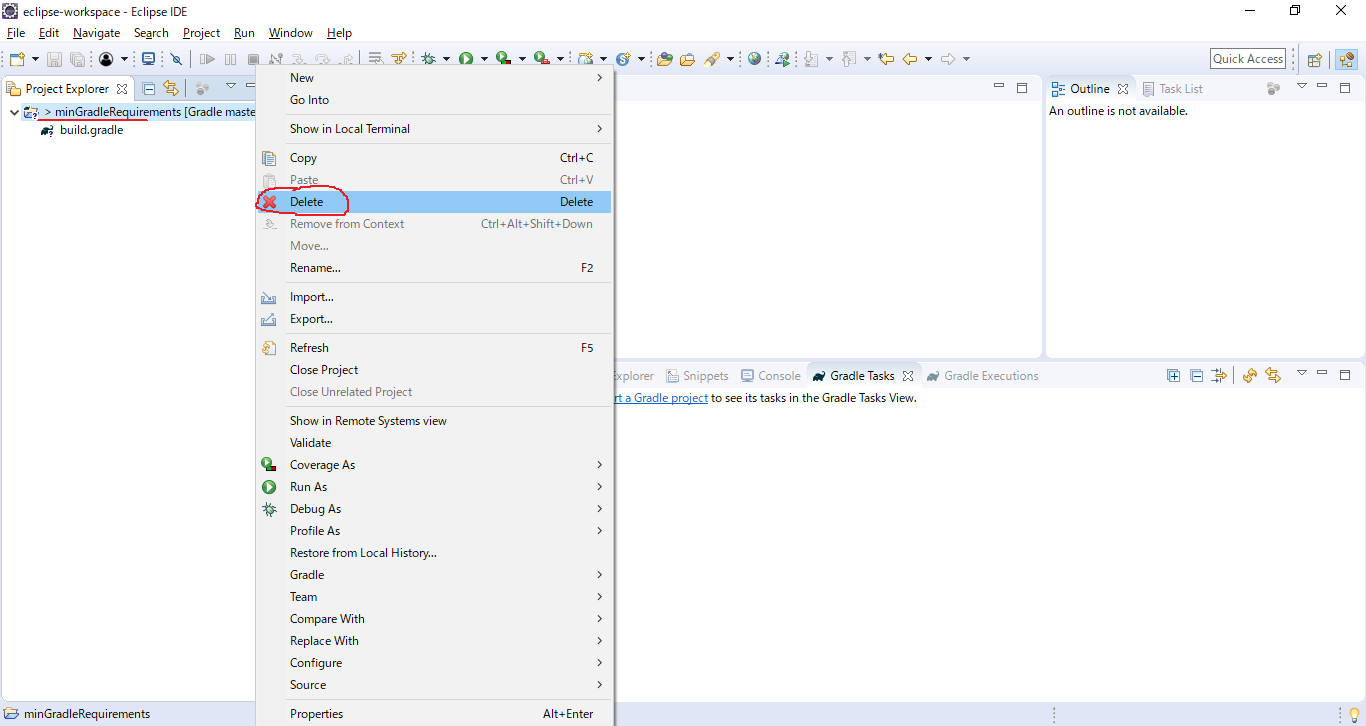 eclipse-workspace - Eclipse IDE
File Edit Navigate Search Project Run Window Help
Quick Access
Project Explorer
> minGradleRequirements [Gradle maste
build.gradle
New
Go Into
Show in Local Terminal
Copy Ctrl+C
Paste Ctrl+V
Delete Delete
Remove from Context Ctrl+Alt+Shift+Down
Move...
Rename... F2
Import...
Export...
Refresh F5
Close Project
Close Unrelated Project
Show in Remote Systems view
Validate
Coverage As
Run As
Debug As
Profile As
Restore from Local History...
Gradle
Team
Compare With
Replace With
Configure
Source
Properties Alt+Enter
Outline Task List
An outline is not available.
xplorer Snippets Console Gradle Tasks Gradle Executions
rt a Gradle project to see its tasks in the Gradle Tasks View.
minGradleRequirements